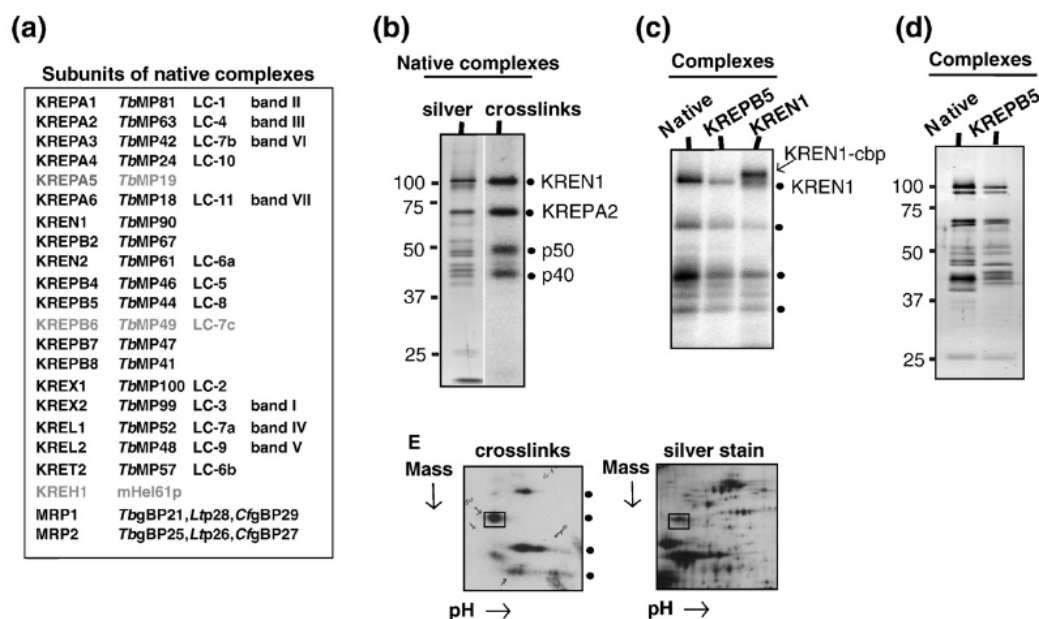 (a)
Subunits of native complexes
KREPA1 TbMP81 LC-1 band II
KREPA2 TbMP63 LC-4 band III
KREPA3 TbMP42 LC-7b band VI
KREPA4 TbMP24 LC-10
KREPA5 TbMP19
KREPA6 TbMP18 LC-11 band VII
KREN1 TbMP90
KREPB2 TbMP67
KREN2 TbMP61 LC-6a
KREPB4 TbMP46 LC-5
KREPB5 TbMP44 LC-8
KREPB6 TbMP49 LC-7c
KREPB7 TbMP47
KREPB8 TbMP41
KREX1 TbMP100 LC-2
KREX2 TbMP99 LC-3 band I
KREL1 TbMP52 LC-7a band IV
KREL2 TbMP48 LC-9 band V
KRET2 TbMP57 LC-6b
KREH1 mHel61p
MRP1 TbgBP21,Ltp28,CfgBP29
MRP2 TbgBP25,Ltp26,CfgBP27
(b)
Native complexes
silver crosslinks
100
75
50
37
25
KREN1
KREPA2
p50
p40
(c)
Complexes
Native KREPB5 KREN1
KREN1-cbp
KREN1
(d)
Complexes
Native KREPB5
100
75
50
37
25
E
crosslinks
Mass
pH →
silver stain
Mass
pH →